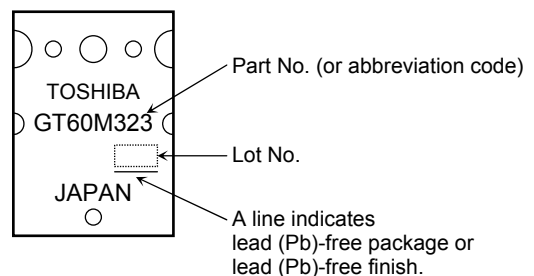 Part No. (or abbreviation code)
TOSHIBA
GT60M323
Lot No.
JAPAN
A line indicates
lead (Pb)-free package or
lead (Pb)-free finish.